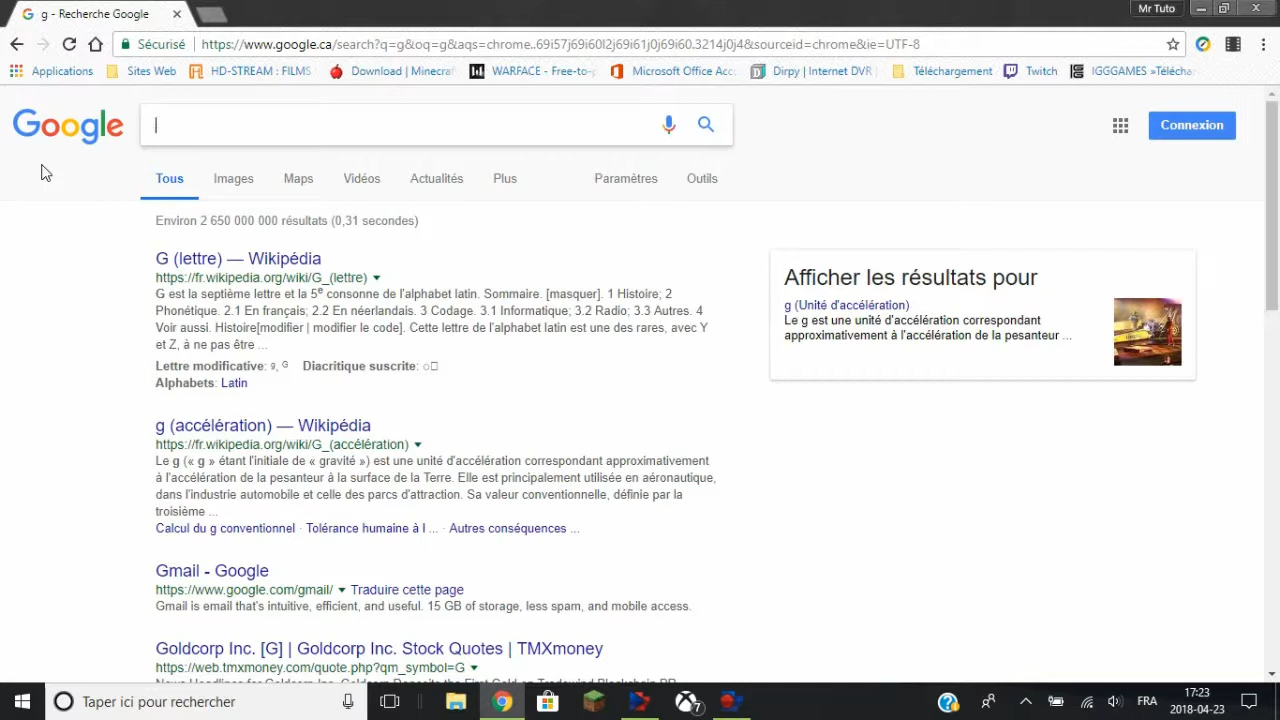 g - Recherche Google
Mr Tuto
Sécurisé
https://www.google.ca/search?q=g&oq=g&aqs=chrome..69i57j69i60l2j69i61j0j69i60.3214j0j4&sourceid=chrome&ie=UTF-8
Applications
Sites Web
HD-STREAM : FILMS
Download | Minecra
WARFACE - Free-to-p
Microsoft Office Acc
Dirpy | Internet DVR
Téléchargement
Twitch
IGGGAMES »Télécha
Google
Connexion
Tous
Images
Maps
Vidéos
Actualités
Plus
Paramètres
Outils
Environ 2 650 000 000 résultats (0,31 secondes)
G (lettre) — Wikipédia
https://fr.wikipedia.org/wiki/G_(lettre)
G est la septième lettre et la 5e consonne de l'alphabet latin. Sommaire. [masquer]. 1 Histoire; 2
Phonétique. 2.1 En français; 2.2 En néerlandais. 3 Codage. 3.1 Informatique; 3.2 Radio; 3.3 Autres. 4
Voir aussi. Histoire[modifier | modifier le code]. Cette lettre de l'alphabet latin est une des rares, avec Y
et Z, à ne pas être ...
Lettre modificative: ᵍ, ᴳ Diacritique suscrite: ○□
Alphabets: Latin
g (accélération) — Wikipédia
https://fr.wikipedia.org/wiki/G_(accélération)
Le g (« g » étant l'initiale de « gravité ») est une unité d'accélération correspondant approximativement
à l'accélération de la pesanteur à la surface de la Terre. Elle est principalement utilisée en aéronautique,
dans l'industrie automobile et celle des parcs d'attraction. Sa valeur conventionnelle, définie par la
troisième ...
Calcul du g conventionnel · Tolérance humaine à l ... · Autres conséquences ...
Gmail - Google
https://www.google.com/gmail/ Traduire cette page
Gmail is email that's intuitive, efficient, and useful. 15 GB of storage, less spam, and mobile access.
Goldcorp Inc. [G] | Goldcorp Inc. Stock Quotes | TMXmoney
https://web.tmxmoney.com/quote.php?qm_symbol=G
Afficher les résultats pour
g (Unité d'accélération)
Le g est une unité d'accélération correspondant
approximativement à l'accélération de la pesanteur ...
Taper ici pour rechercher
7
FRA
17:23
2018-04-23